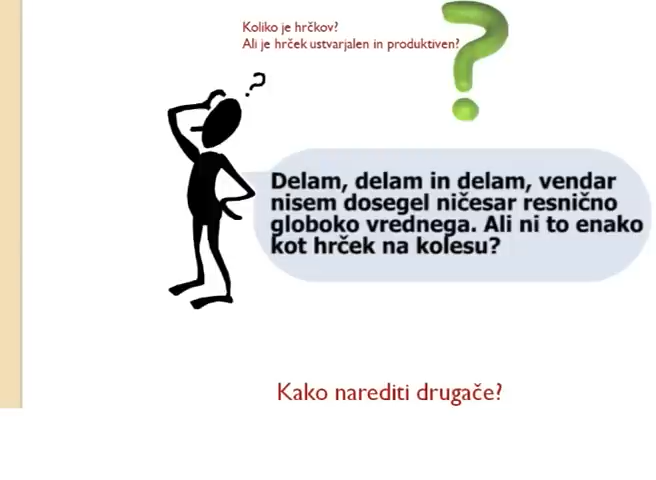 Koliko je hrčkov?
Ali je hrček ustvarjalen in produktiven?
Delam, delam in delam, vendar
nisem dosegel ničesar resnično
globoko vrednega. Ali ni to enako
kot hrček na kolesu?
Kako narediti drugače?